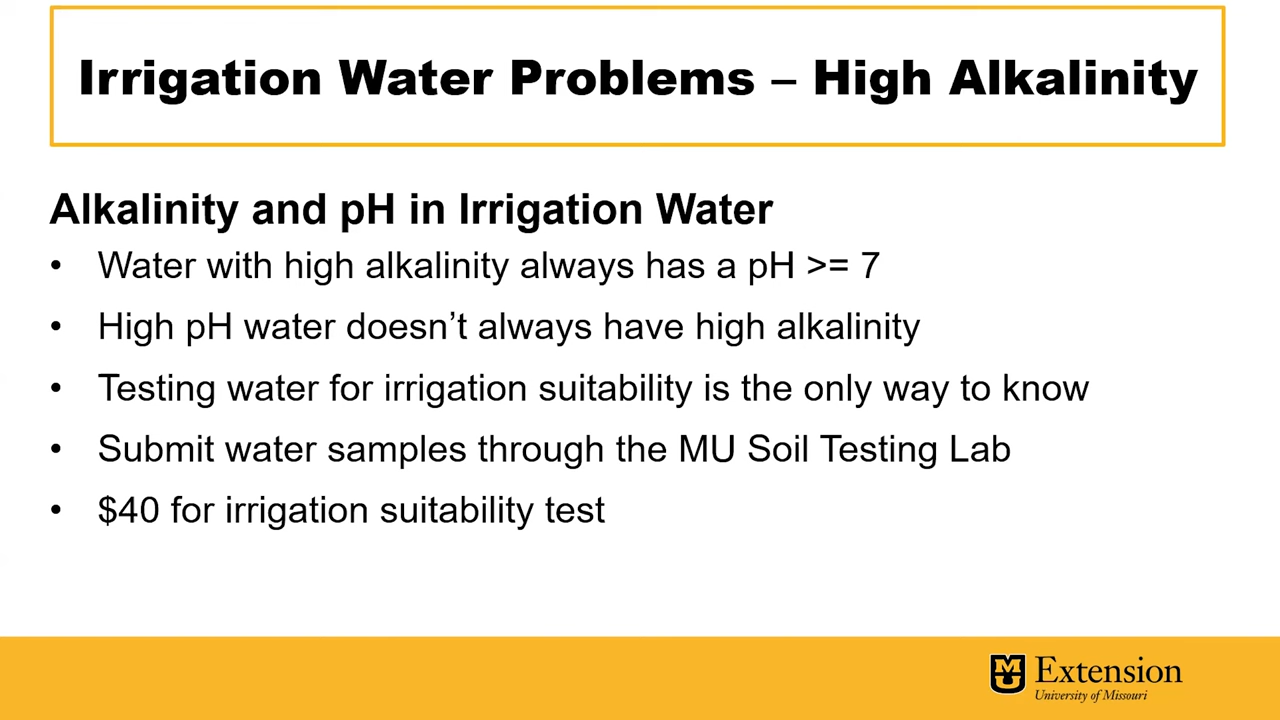 Irrigation Water Problems – High Alkalinity
Alkalinity and pH in Irrigation Water
• Water with high alkalinity always has a pH >= 7
• High pH water doesn’t always have high alkalinity
• Testing water for irrigation suitability is the only way to know
• Submit water samples through the MU Soil Testing Lab
• $40 for irrigation suitability test
MU
Extension
University of Missouri